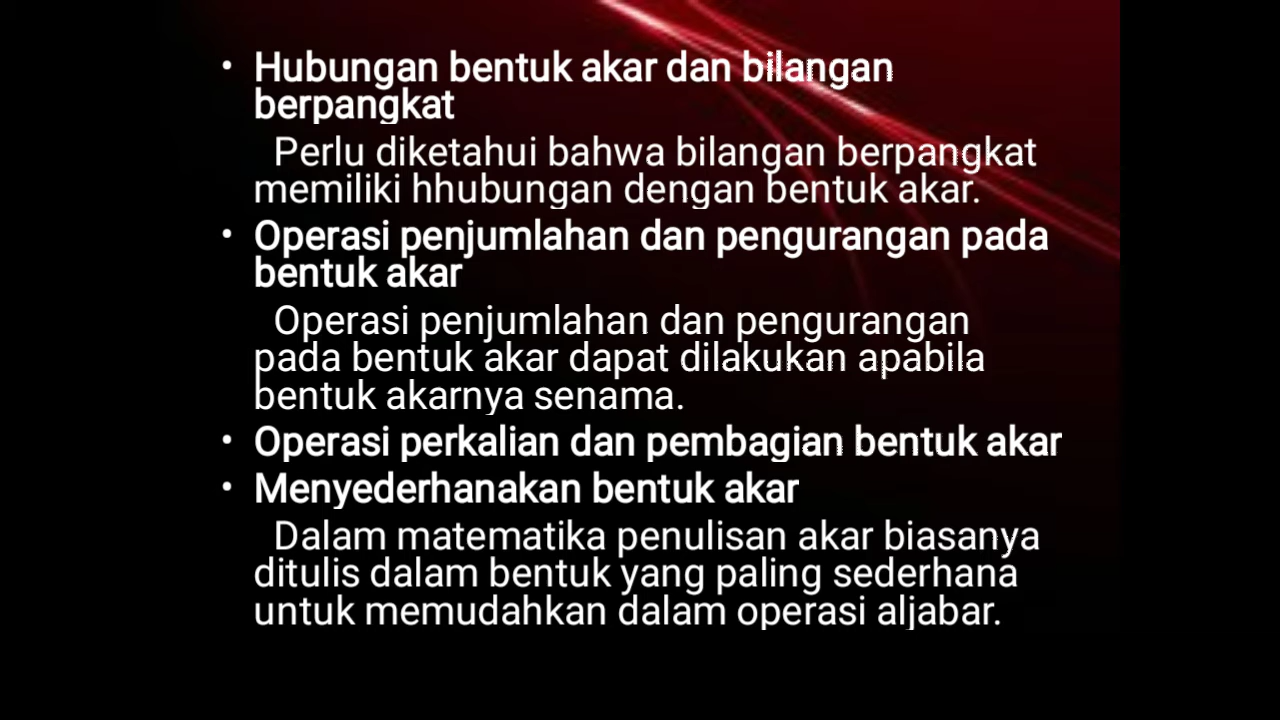 • Hubungan bentuk akar dan bilangan
berpangkat
Perlu diketahui bahwa bilangan berpangkat
memiliki hhubungan dengan bentuk akar.
• Operasi penjumlahan dan pengurangan pada
bentuk akar
Operasi penjumlahan dan pengurangan
pada bentuk akar dapat dilakukan apabila
bentuk akarnya senama.
• Operasi perkalian dan pembagian bentuk akar
• Menyederhanakan bentuk akar
Dalam matematika penulisan akar biasanya
ditulis dalam bentuk yang paling sederhana
untuk memudahkan dalam operasi aljabar.